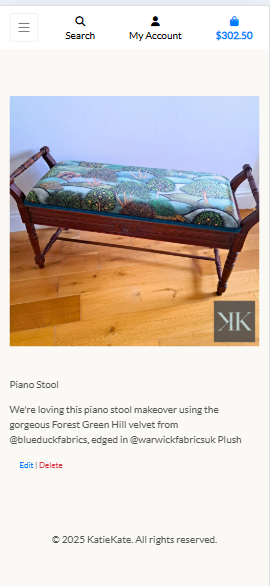 Search
My Account
$302.50
KK
Piano Stool
We're loving this piano stool makeover using the
gorgeous Forest Green Hill velvet from
@blueduckfabrics, edged in @warwickfabricsuk Plush
Edit | Delete
© 2025 KatieKate. All rights reserved.